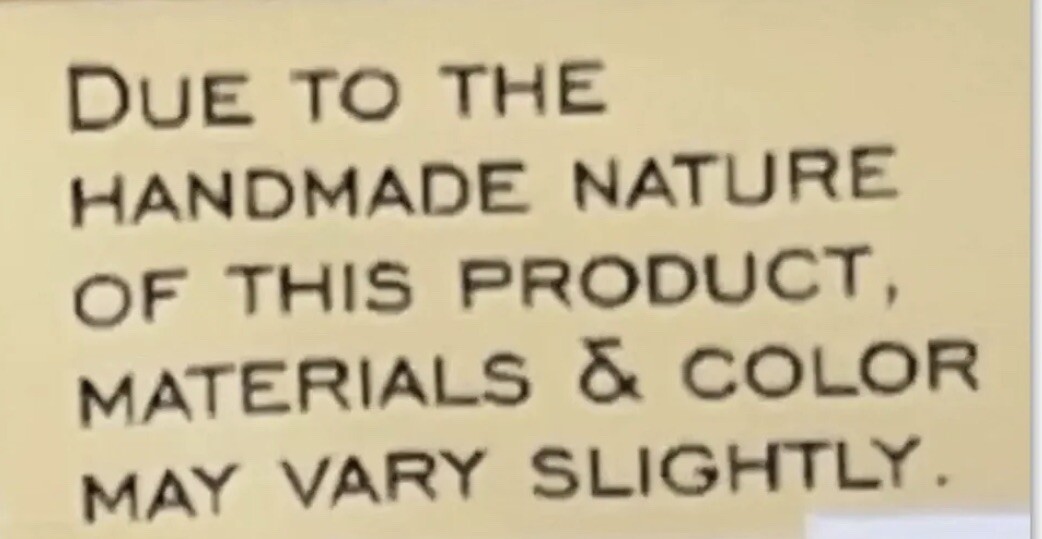 DUE TO THE
HANDMADE NATURE
OF THIS PRODUCT,
MATERIALS & COLOR
MAY VARY SLIGHTLY.